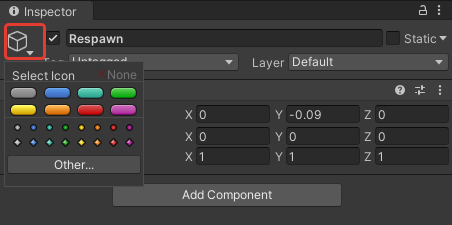 Inspector
Respawn
Static
Tag Untagged
Layer Default
Select Icon
None
X 0 Y -0.09 Z 0
X 0 Y 0 Z 0
X 1 Y 1 Z 1
Other...
Add Component